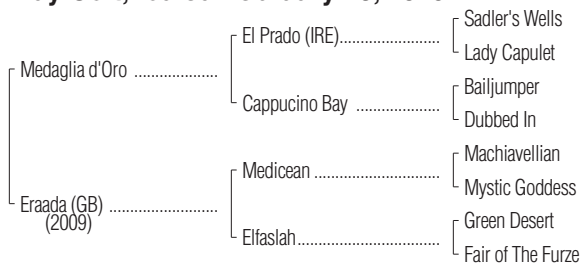 Sadler's Wells
El Prado (IRE)....................
Lady Capulet
Medaglia d'Oro .................
Bailjumper
Cappucino Bay .................
Dubbed In
Machiavellian
Medicean .........................
Mystic Goddess
Eraada (GB) ......................
(2009)
Green Desert
Elfaslah............................
Fair of The Furze